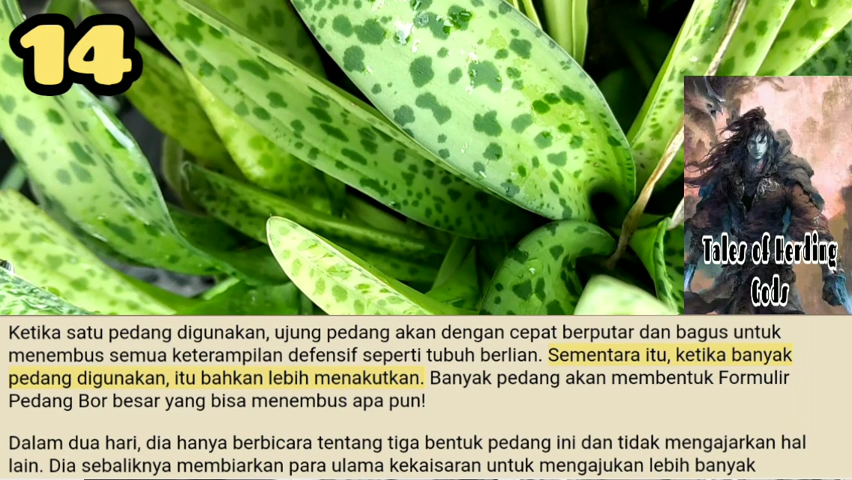 14
Tales of Herding
Gods
Ketika satu pedang digunakan, ujung pedang akan dengan cepat berputar dan bagus untuk
menembus semua keterampilan defensif seperti tubuh berlian. Sementara itu, ketika banyak
pedang digunakan, itu bahkan lebih menakutkan. Banyak pedang akan membentuk Formulir
Pedang Bor besar yang bisa menembus apa pun!
Dalam dua hari, dia hanya berbicara tentang tiga bentuk pedang ini dan tidak mengajarkan hal
lain. Dia sebaliknya membiarkan para ulama kekaisaran untuk mengajukan lebih banyak